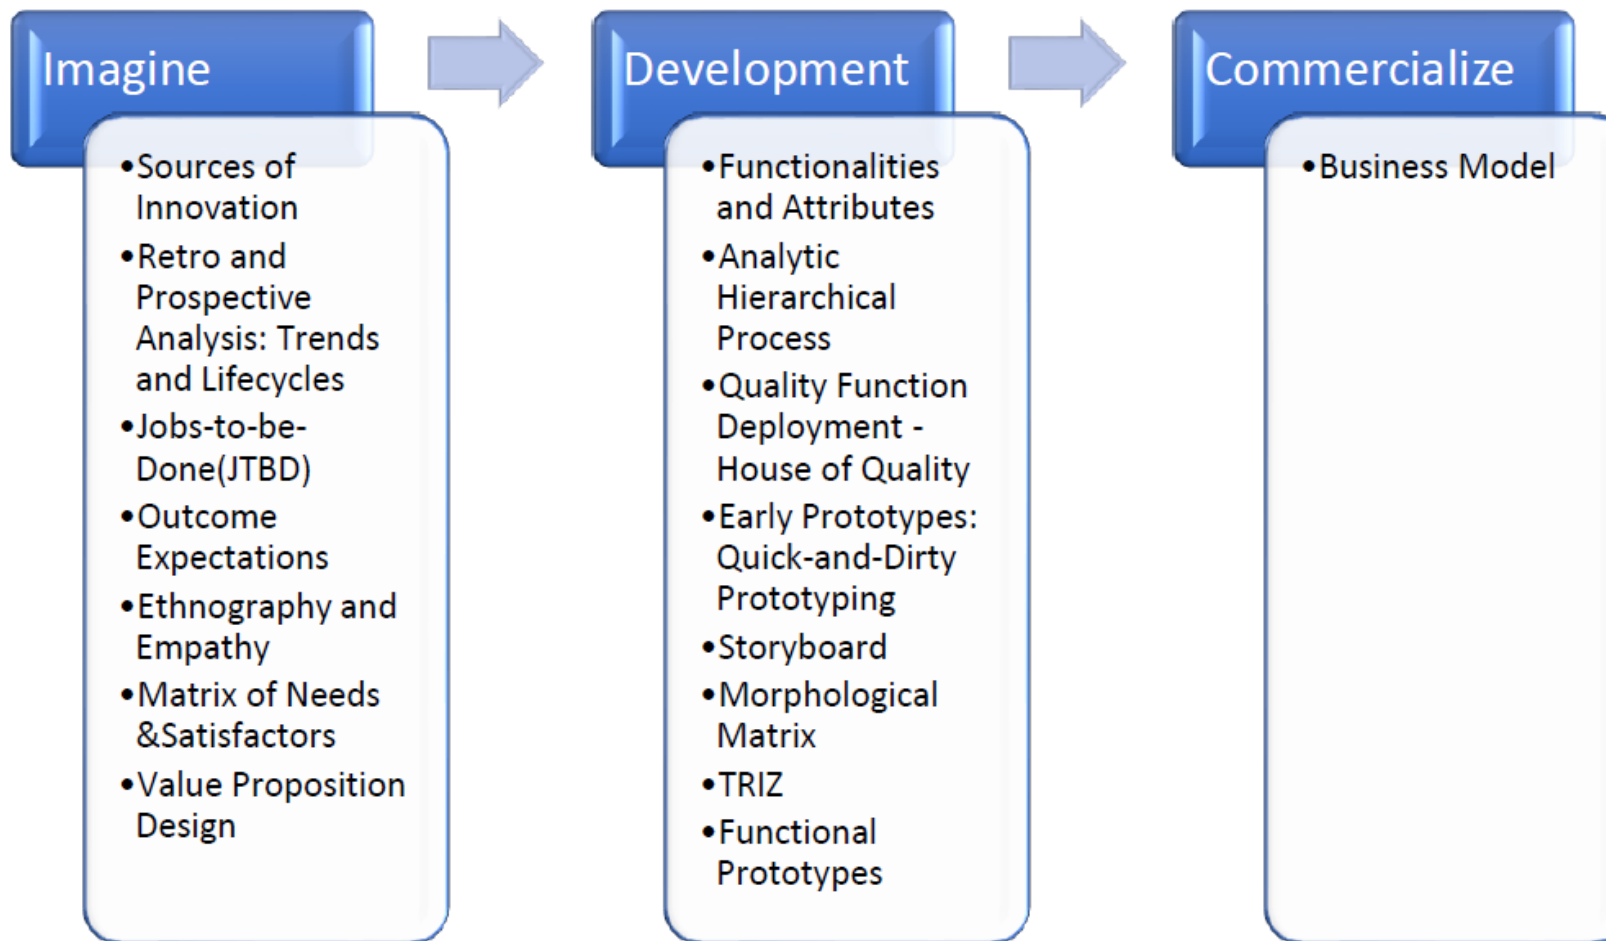 Imagine
•Sources of
Innovation
•Retro and
Prospective
Analysis: Trends
and Lifecycles
•Jobs-to-be-
Done(JTBD)
•Outcome
Expectations
•Ethnography and
Empathy
•Matrix of Needs
&Satisfactors
•Value Proposition
Design
Development
•Functionalities
and Attributes
•Analytic
Hierarchical
Process
•Quality Function
Deployment -
House of Quality
•Early Prototypes:
Quick-and-Dirty
Prototyping
•Storyboard
•Morphological
Matrix
•TRIZ
•Functional
Prototypes
Commercialize
•Business Model